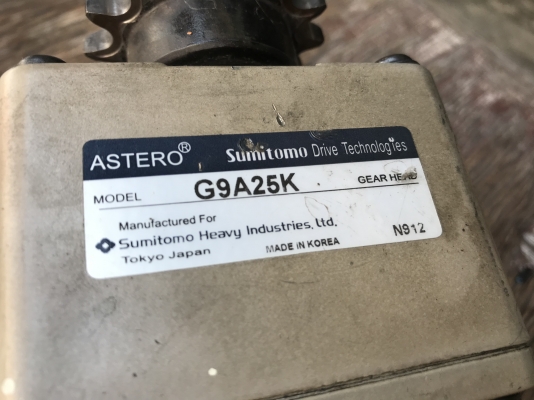 ASTERO® Sumitomo Drive Technologies
MODEL G9A25K GEAR HEAD
Manufactured For
Sumitomo Heavy Industries, Ltd.
Tokyo Japan MADE IN KOREA N912